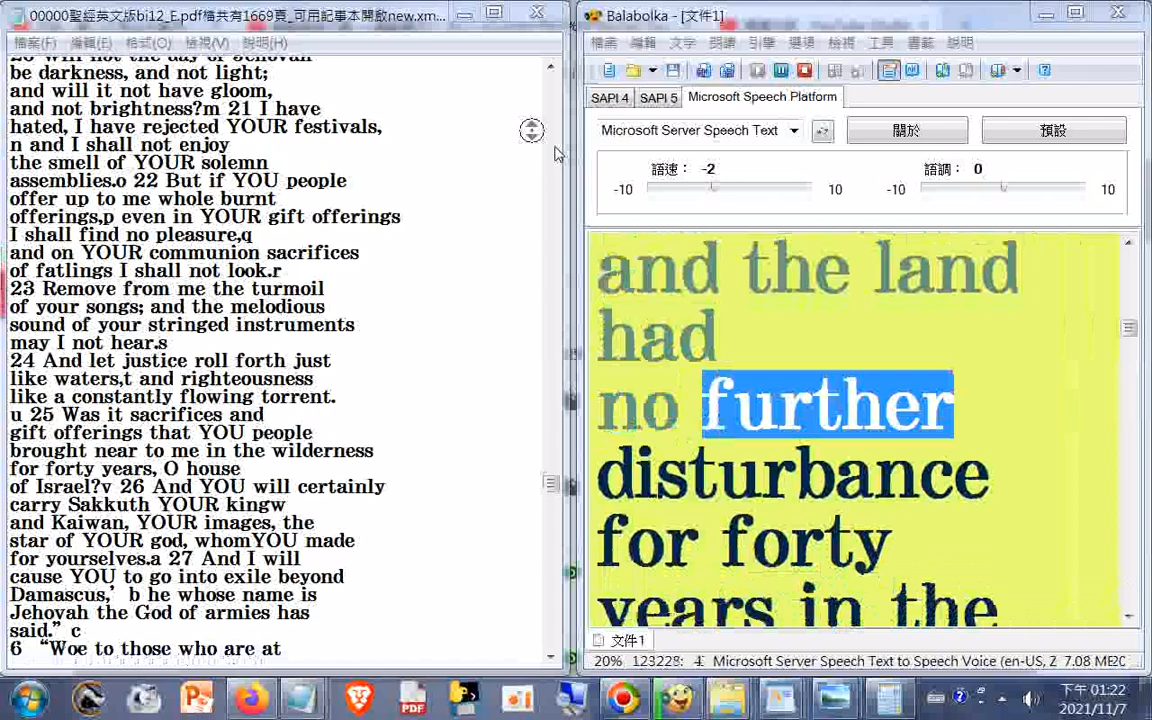 00000聖經英文版bi12_E.pdf檔共有1669頁_可用記事本開啟new.xm...
檔案(F) 編輯(E) 格式(O) 檢視(V) 說明(H)
20 Will not the day of Jehovah
be darkness, and not light;
and will it not have gloom,
and not brightness?m 21 I have
hated, I have rejected YOUR festivals,
n and I shall not enjoy
the smell of YOUR solemn
assemblies.o 22 But if YOU people
offer up to me whole burnt
offerings,p even in YOUR gift offerings
I shall find no pleasure,q
and on YOUR communion sacrifices
of fatlings I shall not look.r
23 Remove from me the turmoil
of your songs; and the melodious
sound of your stringed instruments
may I not hear.s
24 And let justice roll forth just
like waters,t and righteousness
like a constantly flowing torrent.
u 25 Was it sacrifices and
gift offerings that YOU people
brought near to me in the wilderness
for forty years, O house
of Israel?v 26 And YOU will certainly
carry Sakkuth YOUR kingw
and Kaiwan, YOUR images, the
star of YOUR god, whomYOU made
for yourselves.a 27 And I will
cause YOU to go into exile beyond
Damascus,’ b he whose name is
Jehovah the God of armies has
said.” c
6 “Woe to those who are at
Balabolka - [文件1]
檔案 編輯 文字 朗讀 引擎 選項 檢視 工具 書籤 說明
SAPI 4 SAPI 5 Microsoft Speech Platform
Microsoft Server Speech Text 關於 預設
語速： -2 語調： 0
-10 10 -10 10
and the land
had
no further
disturbance
for forty
years in the
文件1
20% 123228: Microsoft Server Speech Text to Speech Voice (en-US, Z 7.08 ME
PDF
下午 01:22
2021/11/7